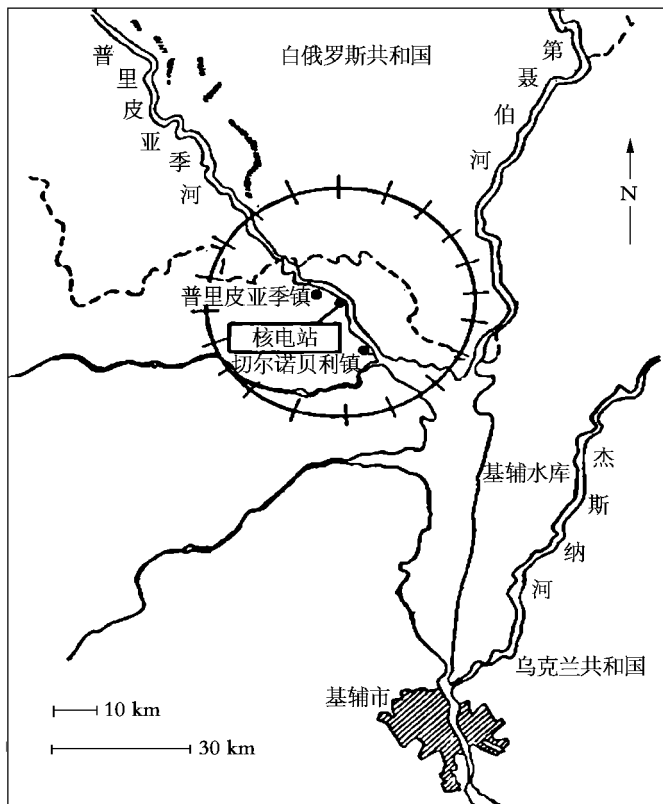 白俄罗斯共和国
普里皮亚季河
第聂伯河
N
普里皮亚季镇
核电站
切尔诺贝利镇
基辅水库
杰斯纳河
乌克兰共和国
基辅市
10 km
30 km